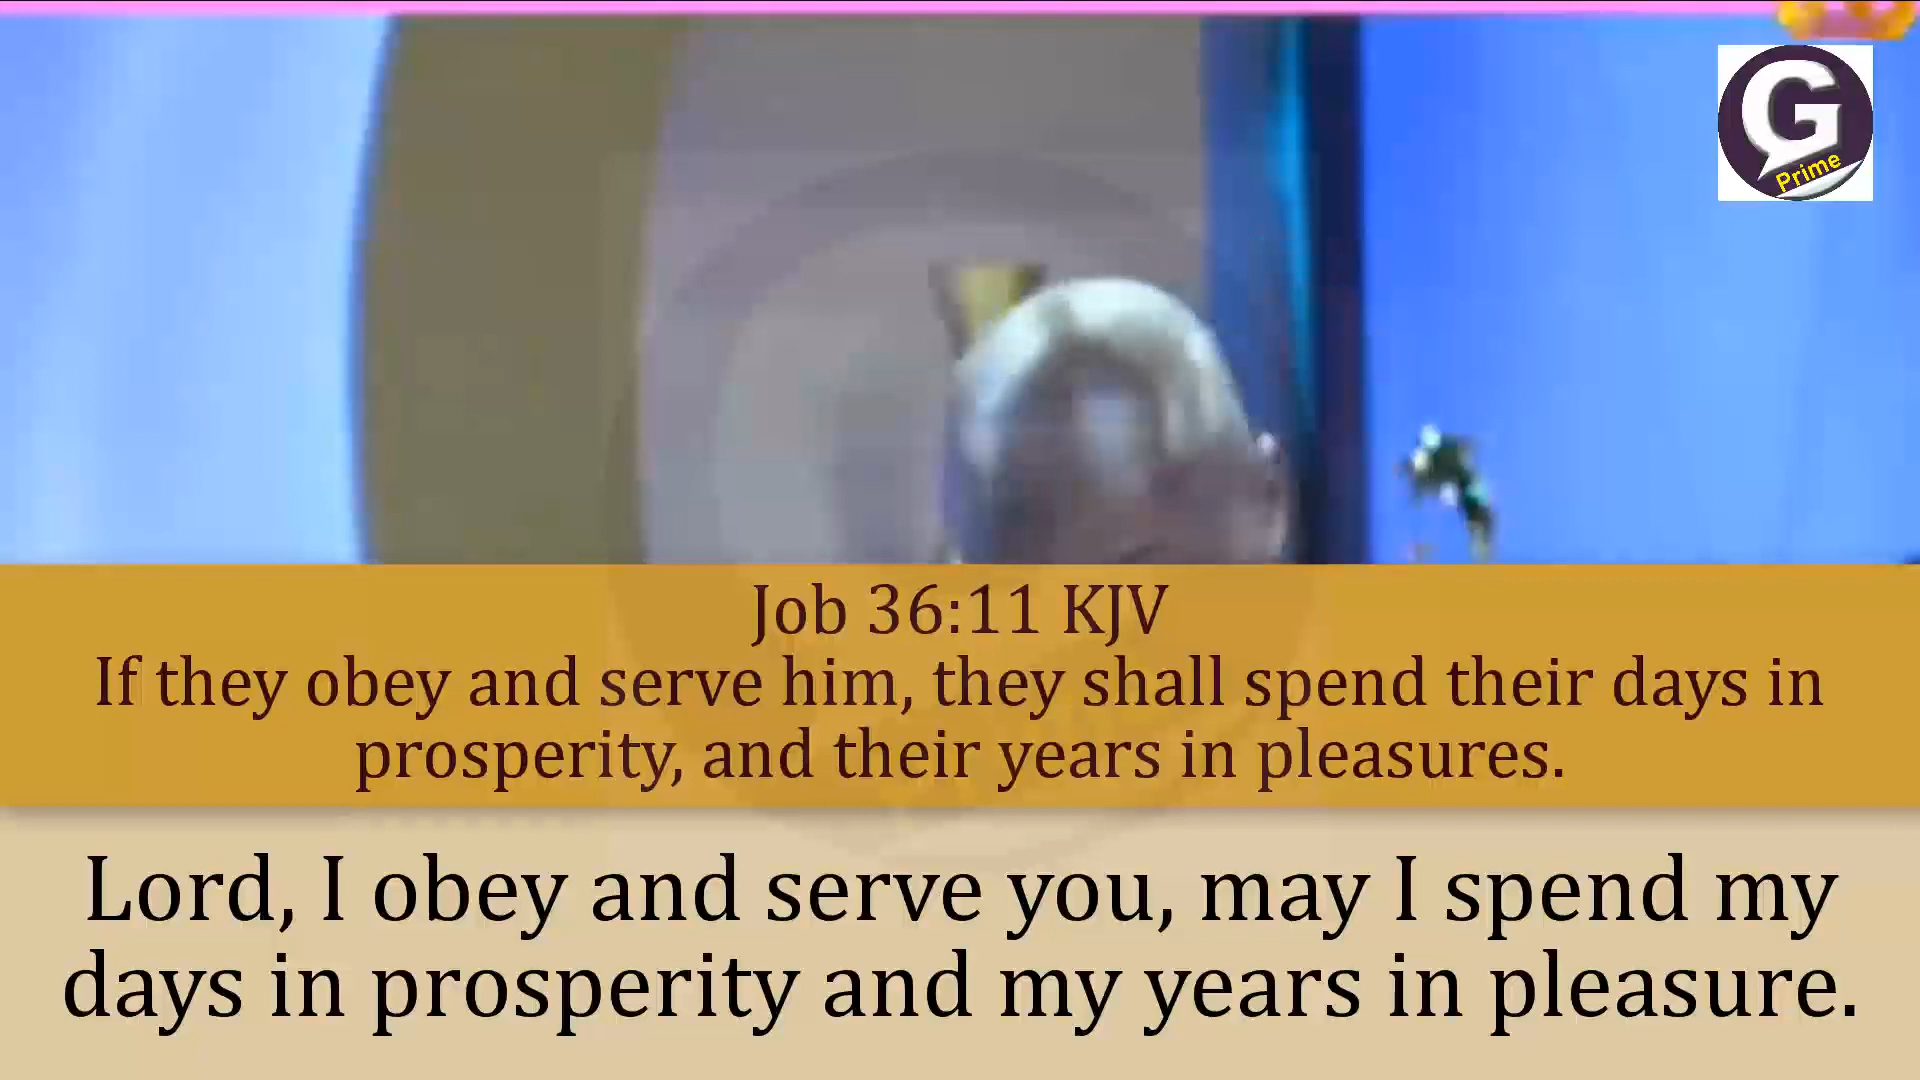 G
Prime
Job 36:11 KJV
If they obey and serve him, they shall spend their days in
prosperity, and their years in pleasures.
Lord, I obey and serve you, may I spend my
days in prosperity and my years in pleasure.